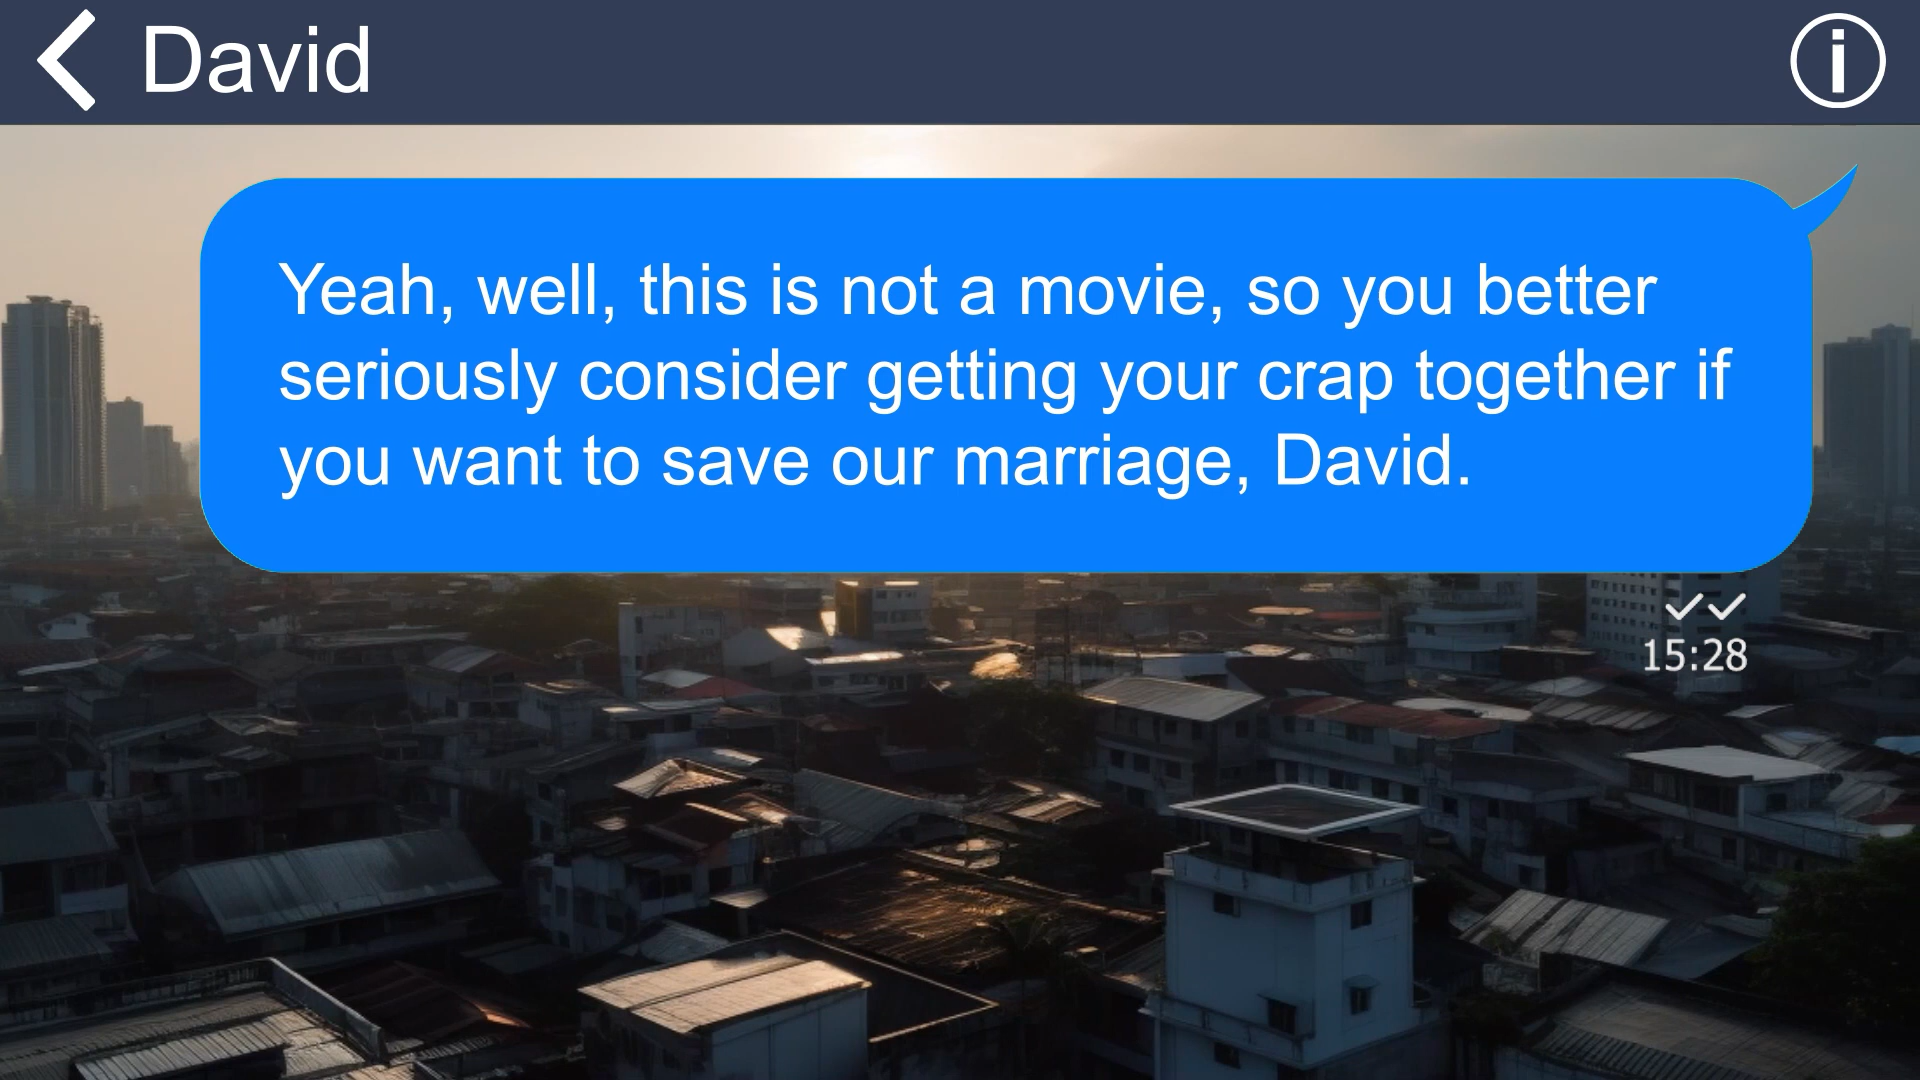 David
Yeah, well, this is not a movie, so you better
seriously consider getting your crap together if
you want to save our marriage, David.
15:28